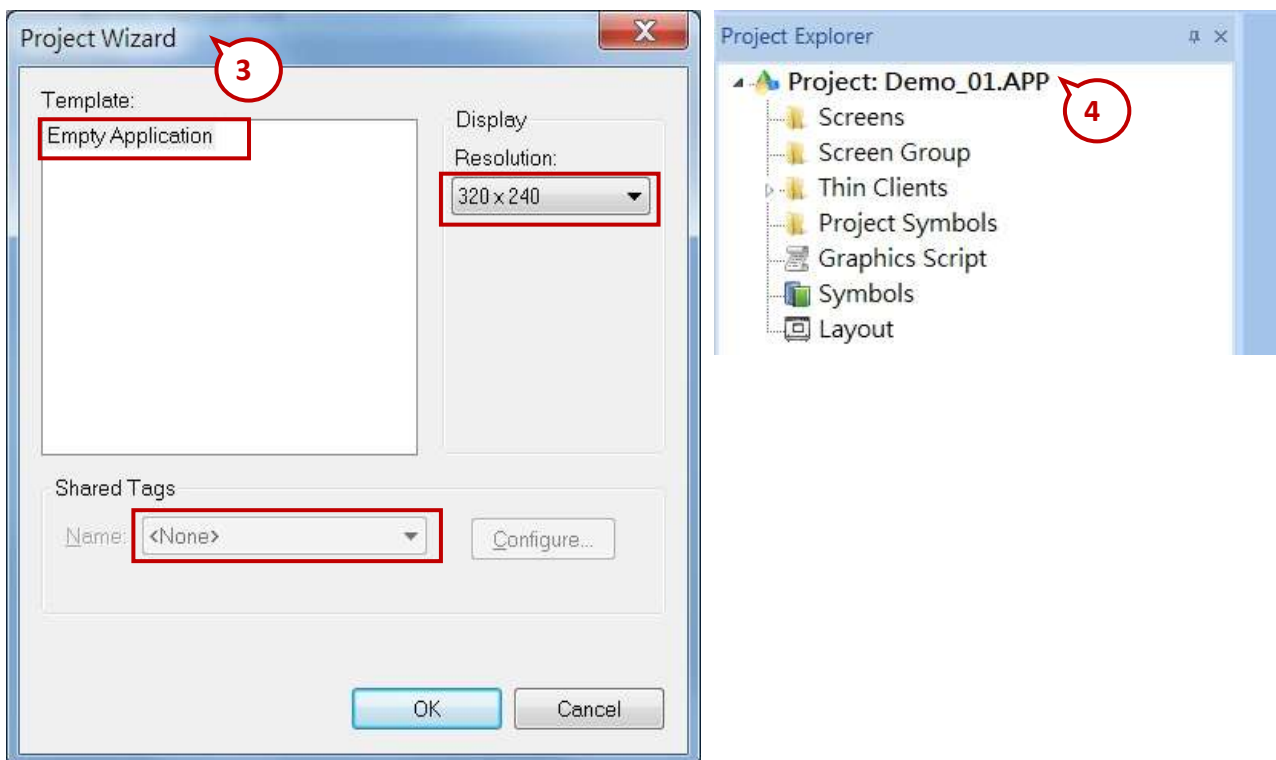 Project Wizard
X
3
Template:
Empty Application
Display
Resolution:
320 x 240
Shared Tags
Name: <None>
Configure...
OK
Cancel
Project Explorer
Project: Demo_01.APP
4
Screens
Screen Group
Thin Clients
Project Symbols
Graphics Script
Symbols
Layout